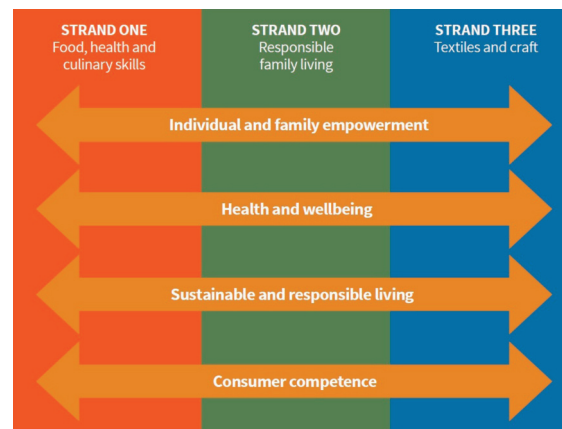 STRAND ONE
Food, health and
culinary skills
STRAND TWO
Responsible
family living
STRAND THREE
Textiles and craft
Individual and family empowerment
Health and wellbeing
Sustainable and responsible living
Consumer competence